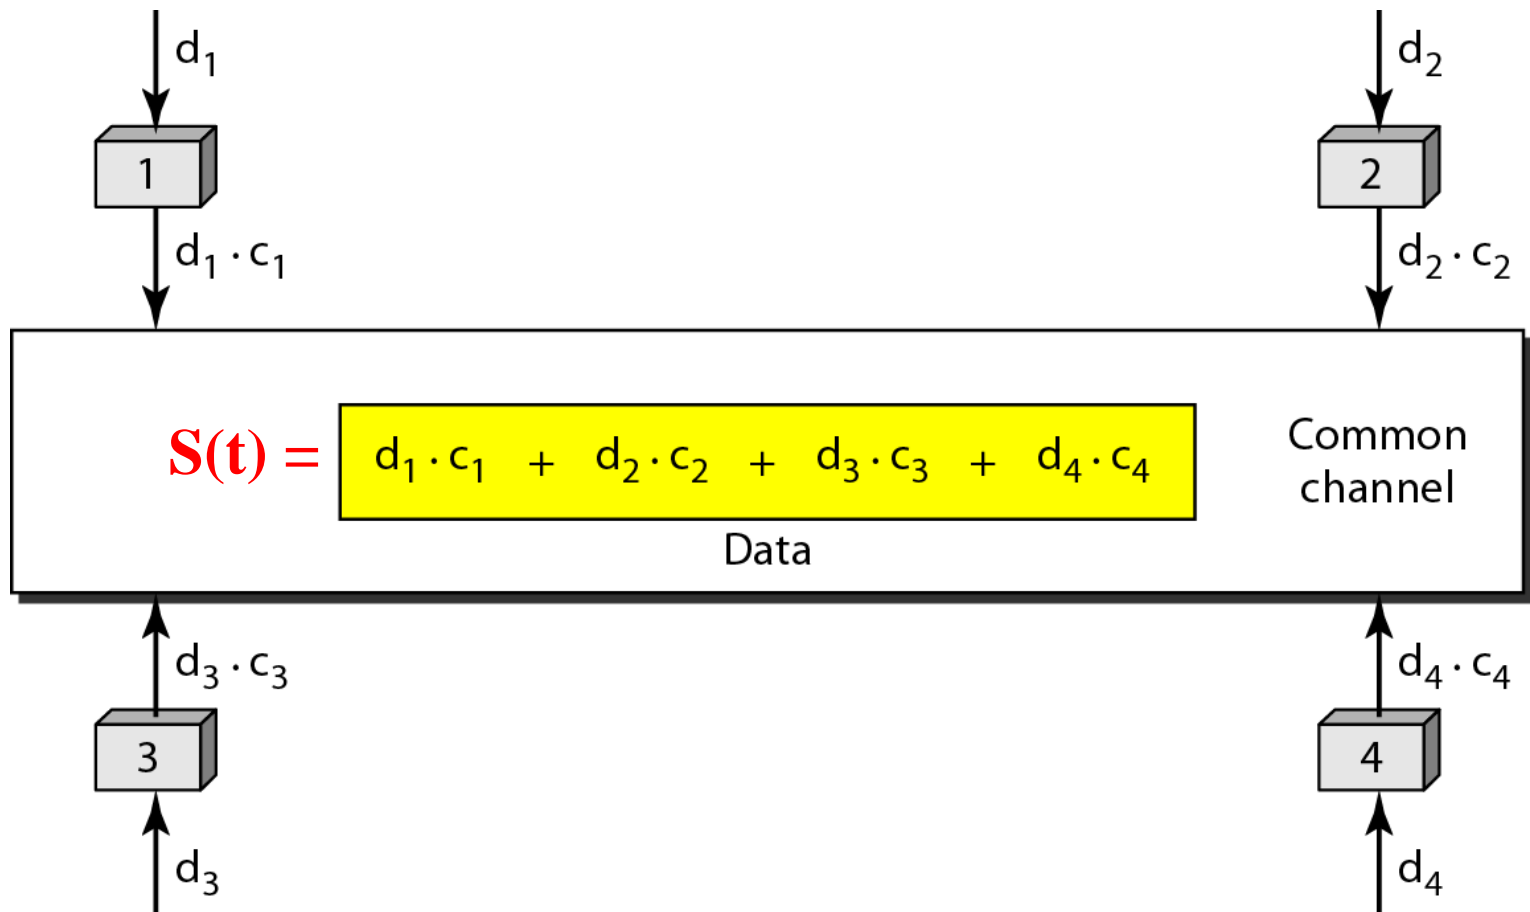 d₁ d₂
1 2
d₁ · c₁ d₂ · c₂
S(t) = d₁ · c₁ + d₂ · c₂ + d₃ · c₃ + d₄ · c₄
Common
channel
Data
d₃ · c₃ d₄ · c₄
3 4
d₃ d₄